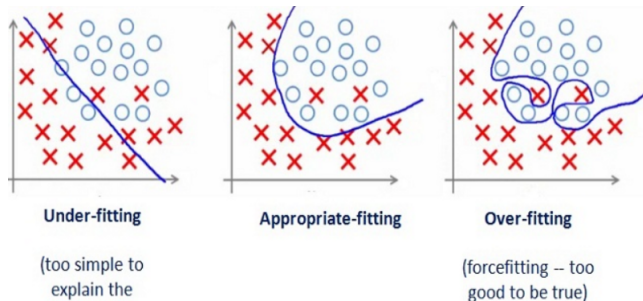 Under-fitting
Appropriate-fitting
Over-fitting
(too simple to
explain the
(forcefitting -- too
good to be true)